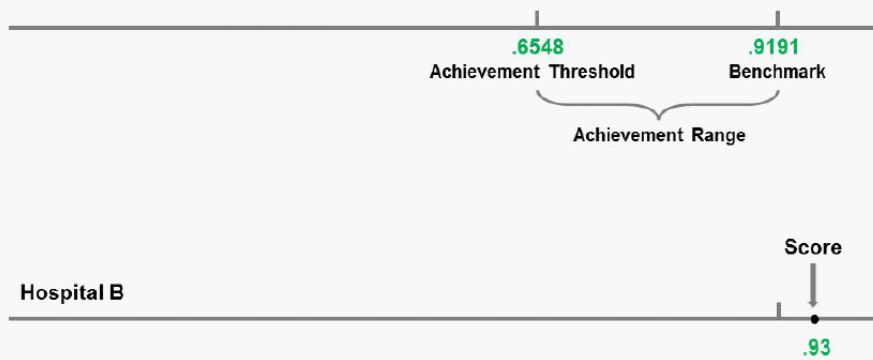 .6548 .9191
Achievement Threshold Benchmark
Achievement Range
Score
Hospital B
.93